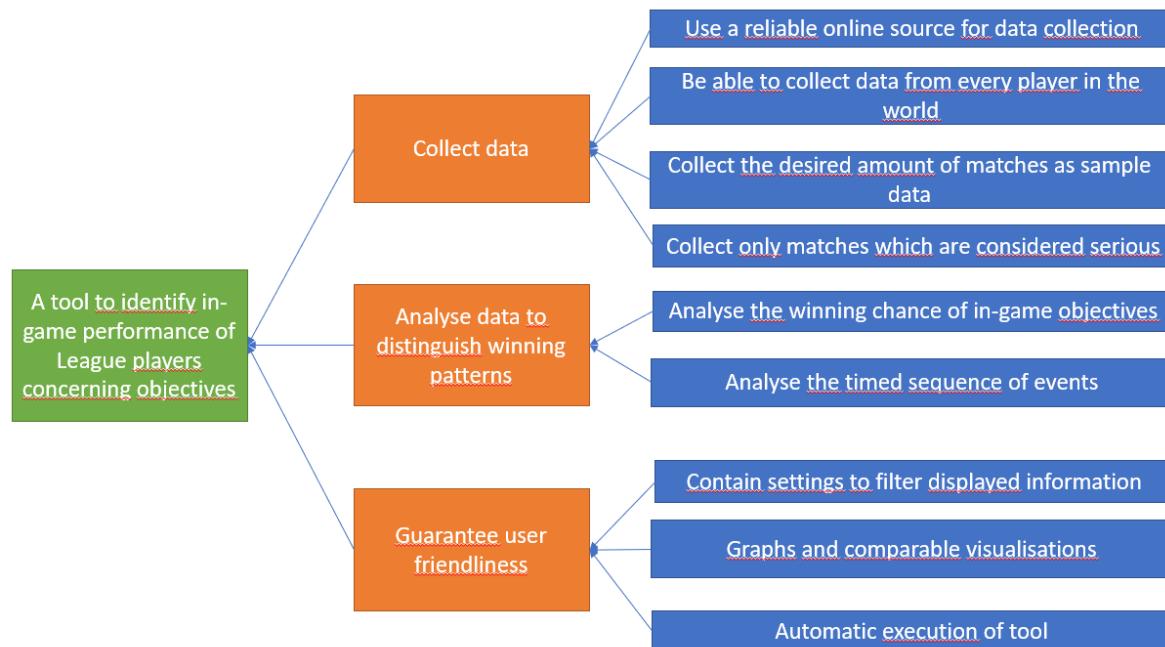 Use a reliable online source for data collection
Be able to collect data from every player in the
world
Collect data
Collect the desired amount of matches as sample
data
Collect only matches which are considered serious
A tool to identify in-
game performance of
League players
concerning objectives
Analyse data to
distinguish winning
patterns
Analyse the winning chance of in-game objectives
Analyse the timed sequence of events
Guarantee user
friendliness
Contain settings to filter displayed information
Graphs and comparable visualisations
Automatic execution of tool